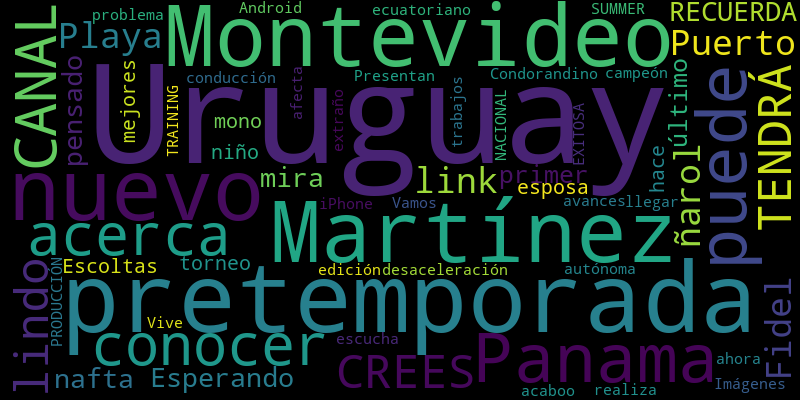 problema
Android
ecuatoriano
SUMMER
RECUERDA
CANAL
Playa
Montevideo
Puerto
pensado
mejores
TRAINING
conducción
Uruguay
afecta
extraño
Presentan
trabajos
Condorandino
campeón
NACIONAL
EXITOSA
último
puede
TENDRÁ
mono
niño
nuevo
mira
link
primer
esposa
hace
ñarol
iPhone
Vamos
avances
llegar
acerca
Martínez
lindo
PRODUCCIÓN
Escoltas
torneo
edición
desaceleración
autónoma
pretemporada
Fidel
Vive
conocer
escucha
CREES
Panama
ahora
nafta
Esperando
acaboo
realiza
Imágenes